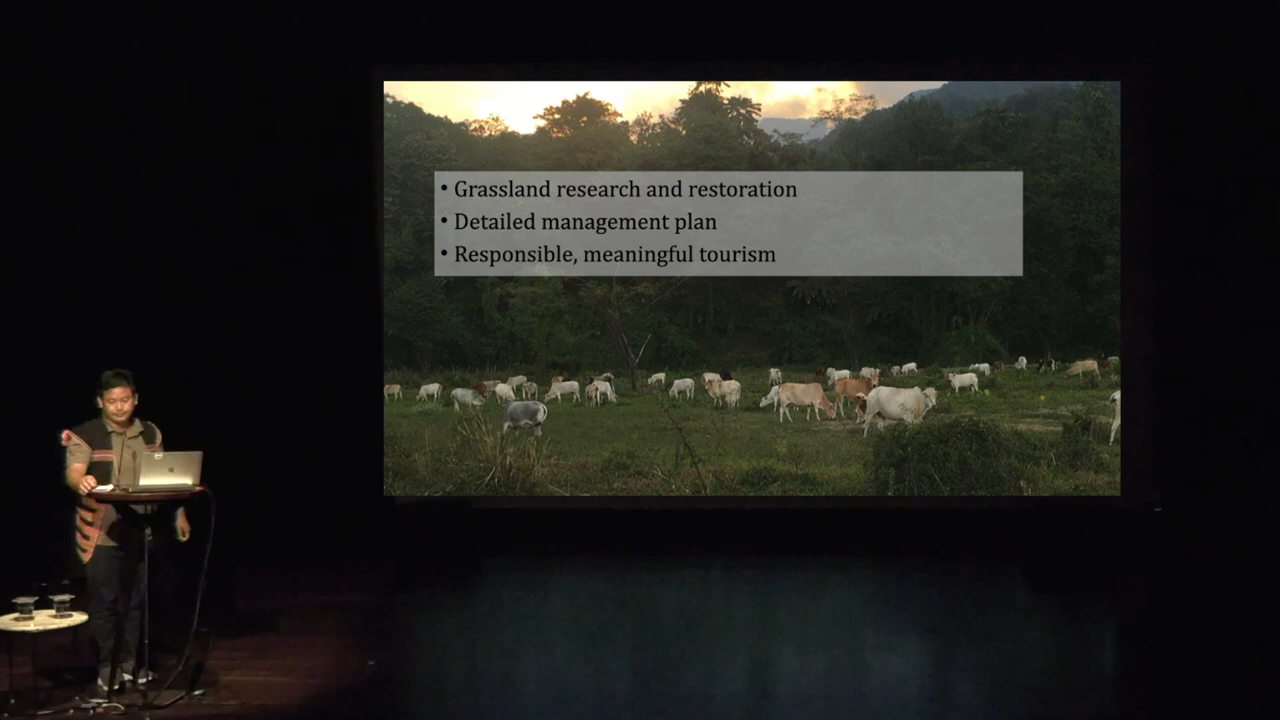 • Grassland research and restoration
• Detailed management plan
• Responsible, meaningful tourism